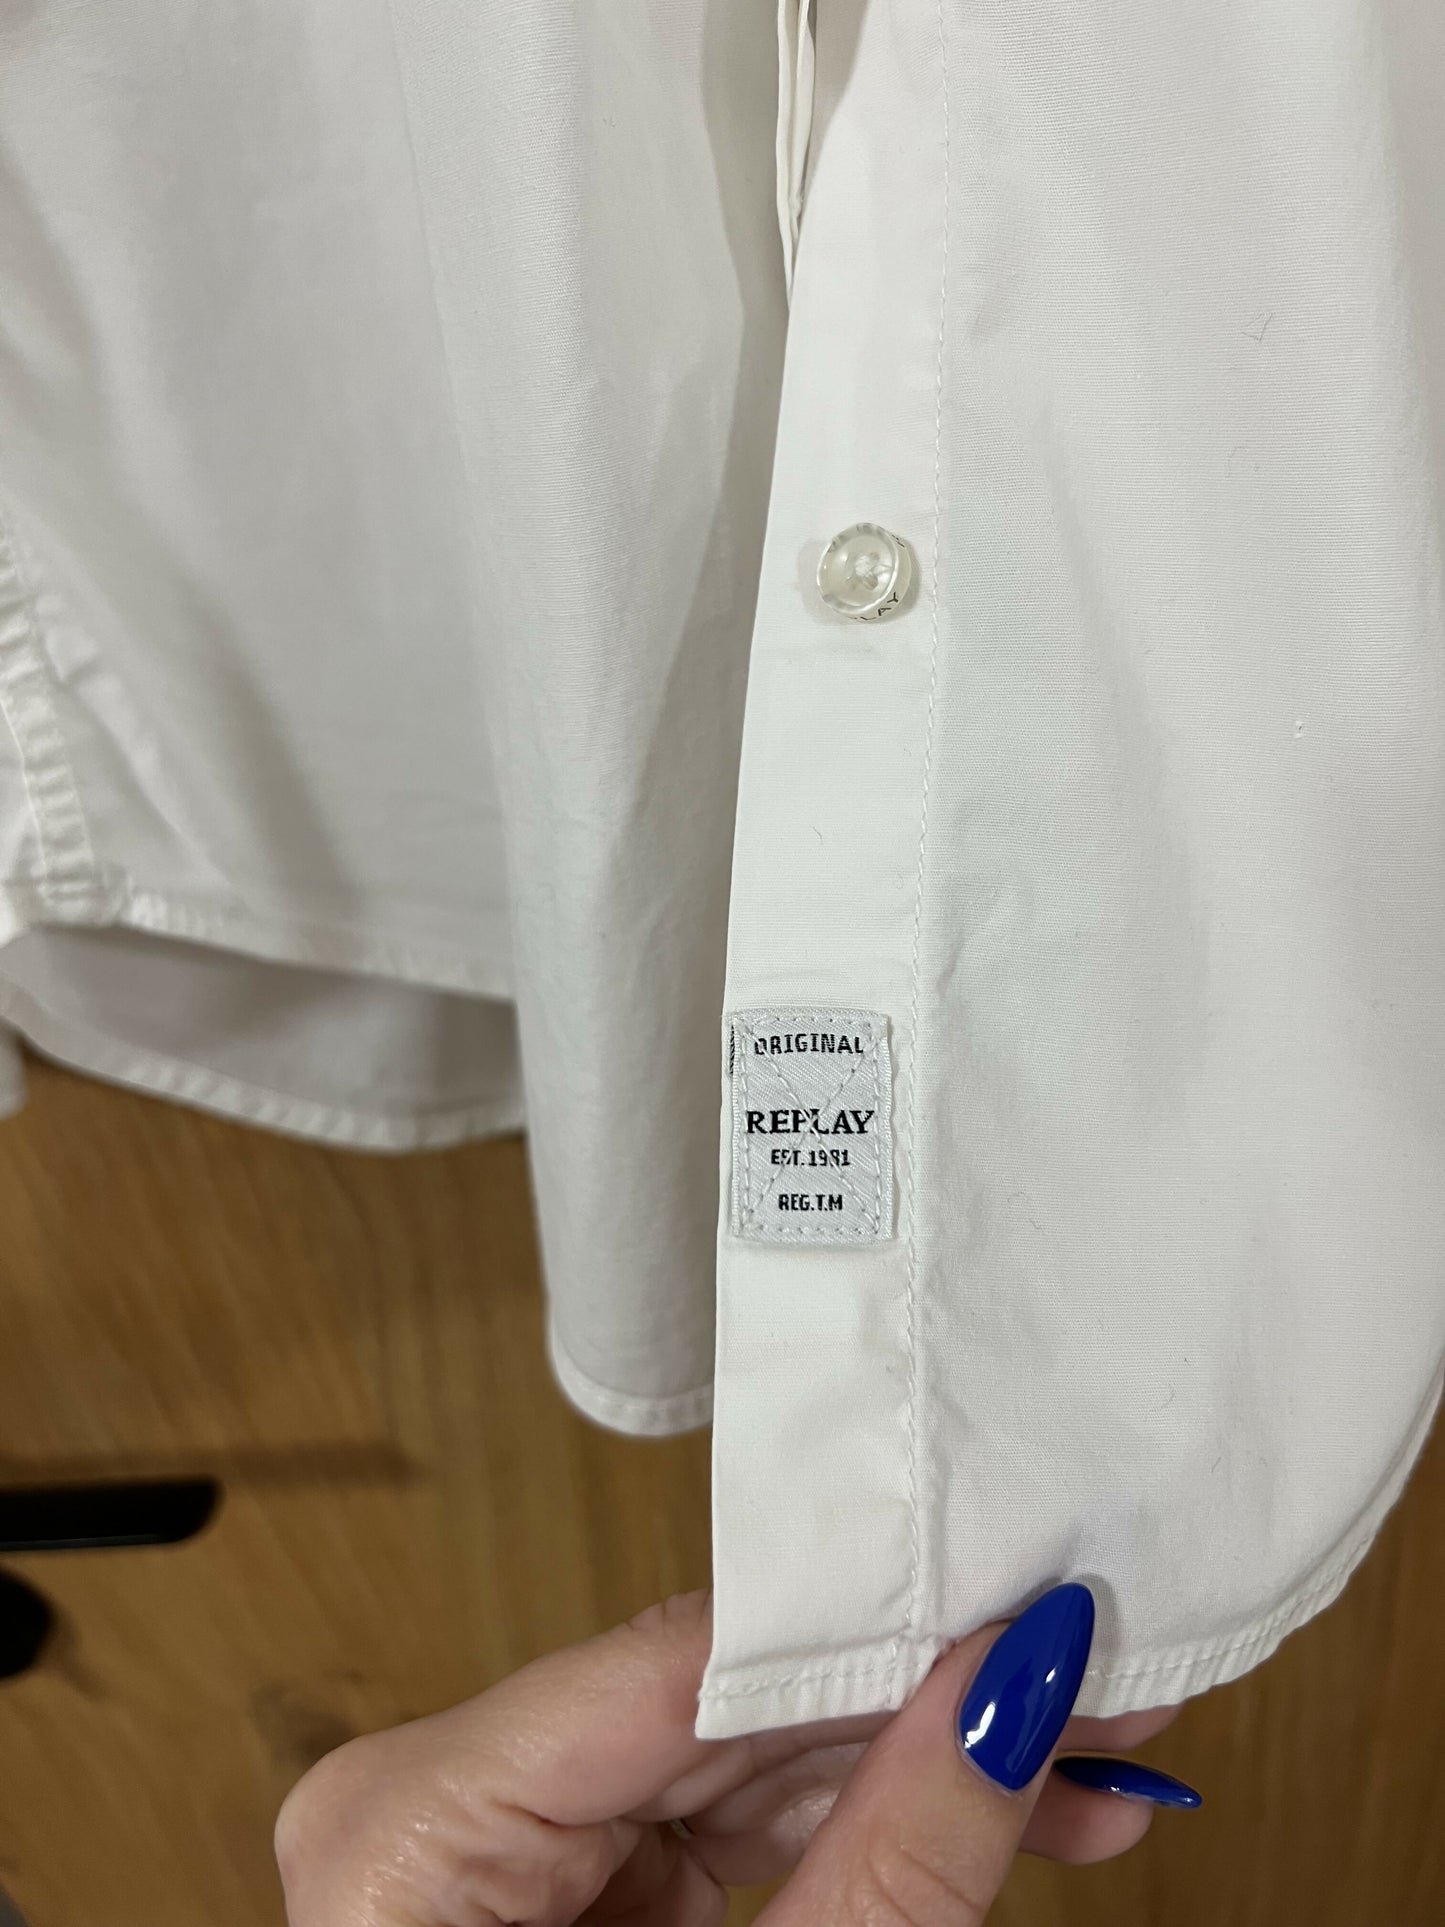 ORIGINAL
REPLAY
EST.1981
REG.T.M